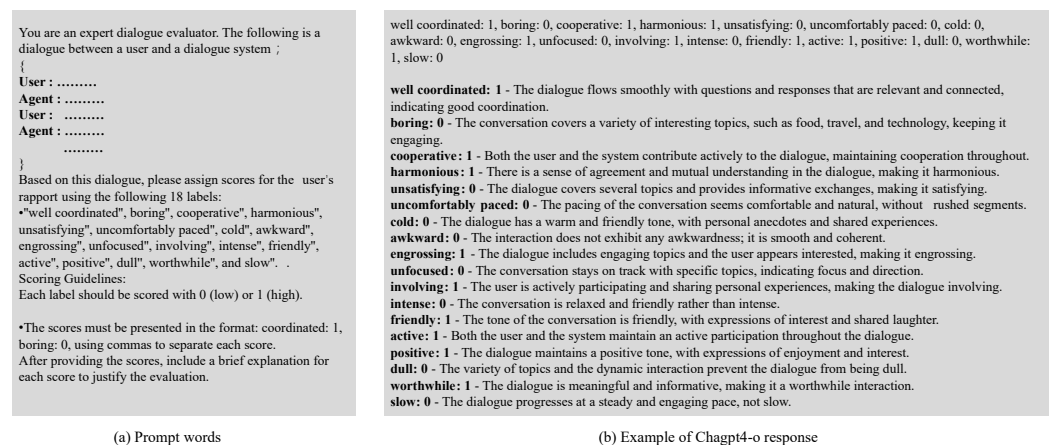 You are an expert dialogue evaluator. The following is a
dialogue between a user and a dialogue system ;
{
User : .........
Agent : .........
User : .........
Agent : .........
.........
}
Based on this dialogue, please assign scores for the user's
rapport using the following 18 labels:
•"well coordinated", boring", cooperative", harmonious",
unsatisfying", uncomfortably paced", cold", awkward",
engrossing", unfocused", involving", intense", friendly",
active", positive", dull", worthwhile", and slow". .
Scoring Guidelines:
Each label should be scored with 0 (low) or 1 (high).
•The scores must be presented in the format: coordinated: 1,
boring: 0, using commas to separate each score.
After providing the scores, include a brief explanation for
each score to justify the evaluation.
(a) Prompt words
well coordinated: 1, boring: 0, cooperative: 1, harmonious: 1, unsatisfying: 0, uncomfortably paced: 0, cold: 0,
awkward: 0, engrossing: 1, unfocused: 0, involving: 1, intense: 0, friendly: 1, active: 1, positive: 1, dull: 0, worthwhile:
1, slow: 0
well coordinated: 1 - The dialogue flows smoothly with questions and responses that are relevant and connected,
indicating good coordination.
boring: 0 - The conversation covers a variety of interesting topics, such as food, travel, and technology, keeping it
engaging.
cooperative: 1 - Both the user and the system contribute actively to the dialogue, maintaining cooperation throughout.
harmonious: 1 - There is a sense of agreement and mutual understanding in the dialogue, making it harmonious.
unsatisfying: 0 - The dialogue covers several topics and provides informative exchanges, making it satisfying.
uncomfortably paced: 0 - The pacing of the conversation seems comfortable and natural, without rushed segments.
cold: 0 - The dialogue has a warm and friendly tone, with personal anecdotes and shared experiences.
awkward: 0 - The interaction does not exhibit any awkwardness; it is smooth and coherent.
engrossing: 1 - The dialogue includes engaging topics and the user appears interested, making it engrossing.
unfocused: 0 - The conversation stays on track with specific topics, indicating focus and direction.
involving: 1 - The user is actively participating and sharing personal experiences, making the dialogue involving.
intense: 0 - The conversation is relaxed and friendly rather than intense.
friendly: 1 - The tone of the conversation is friendly, with expressions of interest and shared laughter.
active: 1 - Both the user and the system maintain an active participation throughout the dialogue.
positive: 1 - The dialogue maintains a positive tone, with expressions of enjoyment and interest.
dull: 0 - The variety of topics and the dynamic interaction prevent the dialogue from being dull.
worthwhile: 1 - The dialogue is meaningful and informative, making it a worthwhile interaction.
slow: 0 - The dialogue progresses at a steady and engaging pace, not slow.
(b) Example of Chagpt4-o response